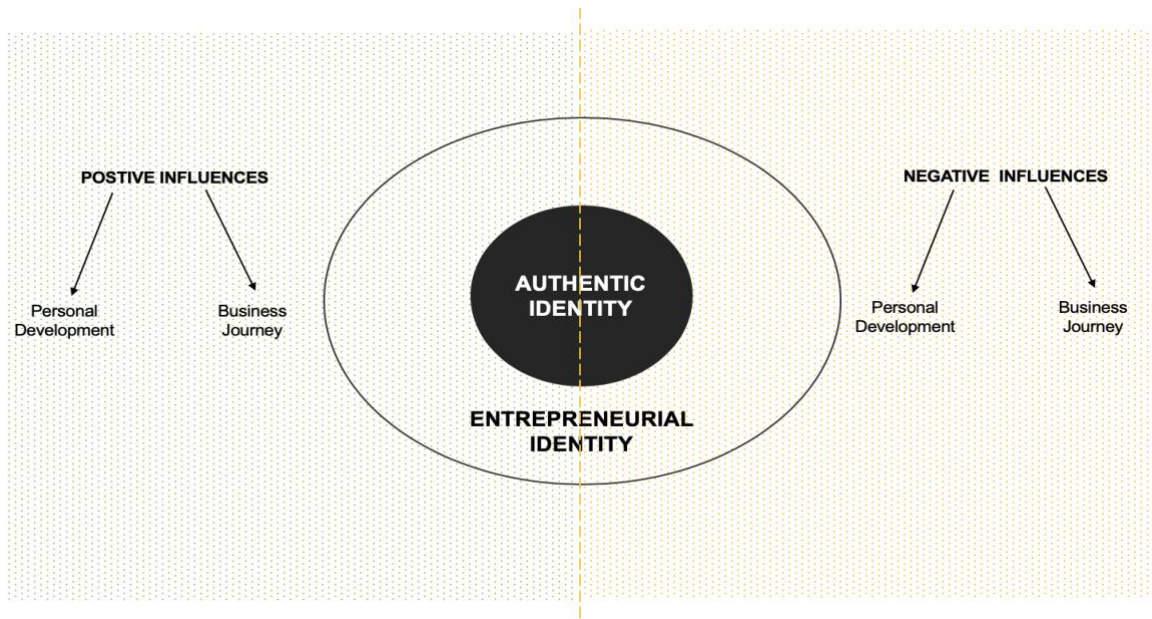 POSTIVE INFLUENCES
Personal
Development
Business
Journey
AUTHENTIC
IDENTITY
ENTREPRENEURIAL
IDENTITY
NEGATIVE INFLUENCES
Personal
Development
Business
Journey